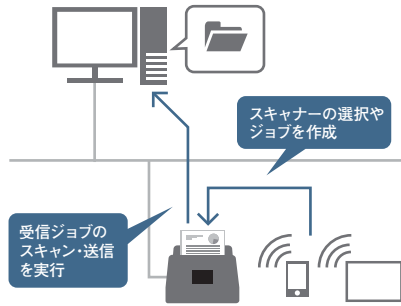 スキャナーの選択や
ジョブを作成
受信ジョブの
スキャン・送信
を実行